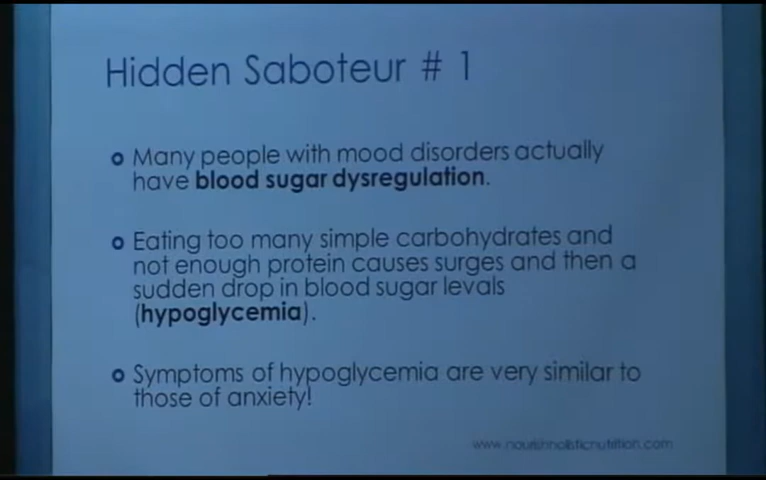 Hidden Saboteur # 1
Many people with mood disorders actually
have blood sugar dysregulation.
Eating too many simple carbohydrates and
not enough protein causes surges and then a
sudden drop in blood sugar levals
(hypoglycemia).
Symptoms of hypoglycemia are very similar to
those of anxiety!
www.nourishholisticnutrition.com